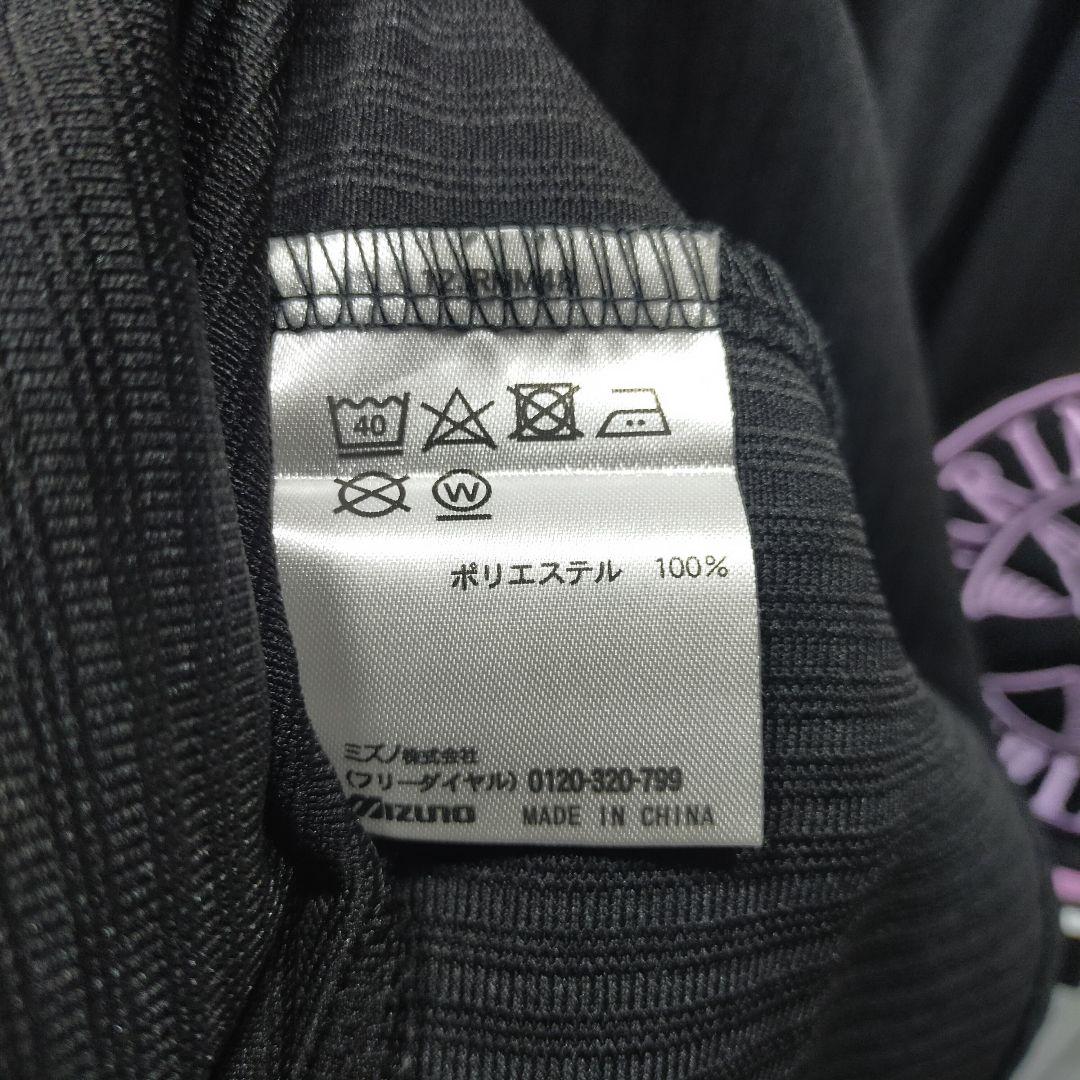 40
W
ポリエステル 100%
ミズノ株式会社
(フリーダイヤル) 0120-320-799
MIZUNO MADE IN CHINA